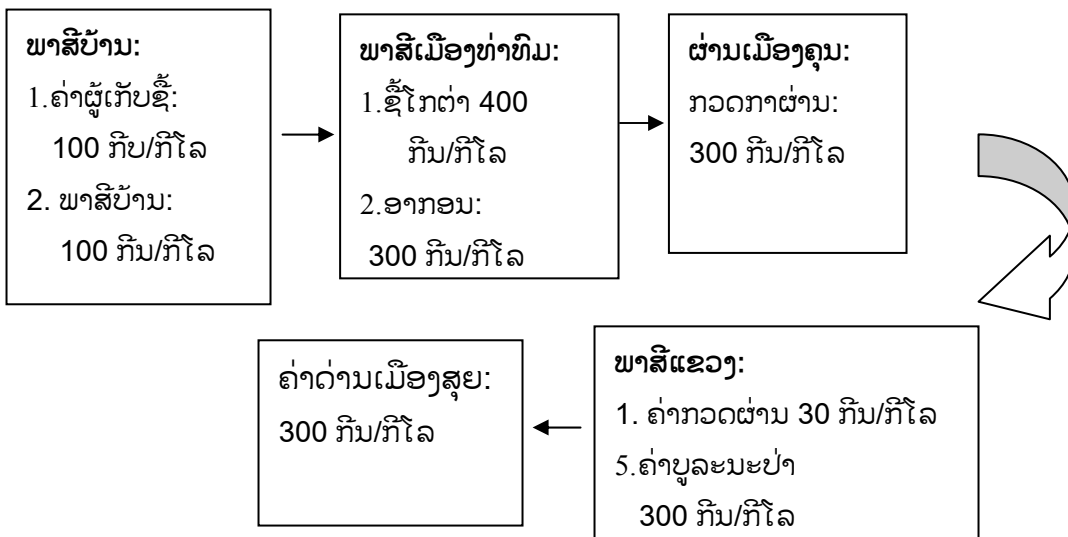 ພາສີບ້ານ:
1.ຄ່າຜູ້ເກັບຊື້:
100 ກີບ/ກີໂລ
2. ພາສີບ້ານ:
100 ກີນ/ກີໂລ
ພາສີເມືອງທ່າທົມ:
1.ຊື້ໂກຕ່າ 400
ກີນ/ກີໂລ
2.ອາກອນ:
300 ກີນ/ກີໂລ
ຜ່ານເມືອງຄຸນ:
ກວດກາຜ່ານ:
300 ກີນ/ກີໂລ
ພາສີແຂວງ:
1. ຄ່າກວດຜ່ານ 30 ກີນ/ກີໂລ
5.ຄ່າບູລະນະປ່າ
300 ກີນ/ກີໂລ
ຄ່າດ່ານເມືອງສຸຍ:
300 ກີນ/ກີໂລ